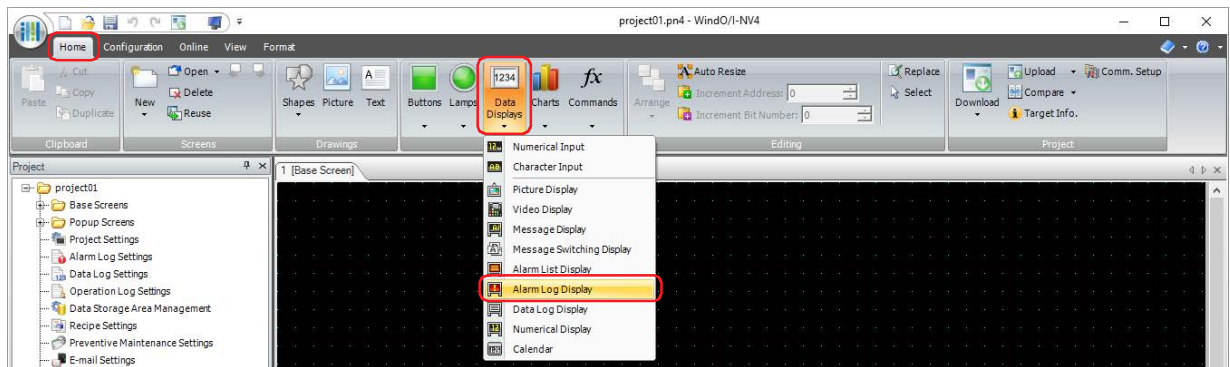 project01.pn4 - WindO/I-NV4
Home Configuration Online View Format
Paste
Cut
Copy
Duplicate
Clipboard
New
Open
Delete
Reuse
Screens
Shapes Picture Text
Drawings
Buttons Lamps Data Displays Charts Commands
1234
fx
Arrange
Auto Resize
Increment Address: 0
Increment Bit Number: 0
Replace
Select
Editing
Download
Upload
Compare
Target Info.
Comm. Setup
Project
Project
project01
Base Screens
Popup Screens
Project Settings
Alarm Log Settings
Data Log Settings
Operation Log Settings
Data Storage Area Management
Recipe Settings
Preventive Maintenance Settings
E-mail Settings
1 [Base Screen]
Numerical Input
Character Input
Picture Display
Video Display
Message Display
Message Switching Display
Alarm List Display
Alarm Log Display
Data Log Display
Numerical Display
Calendar